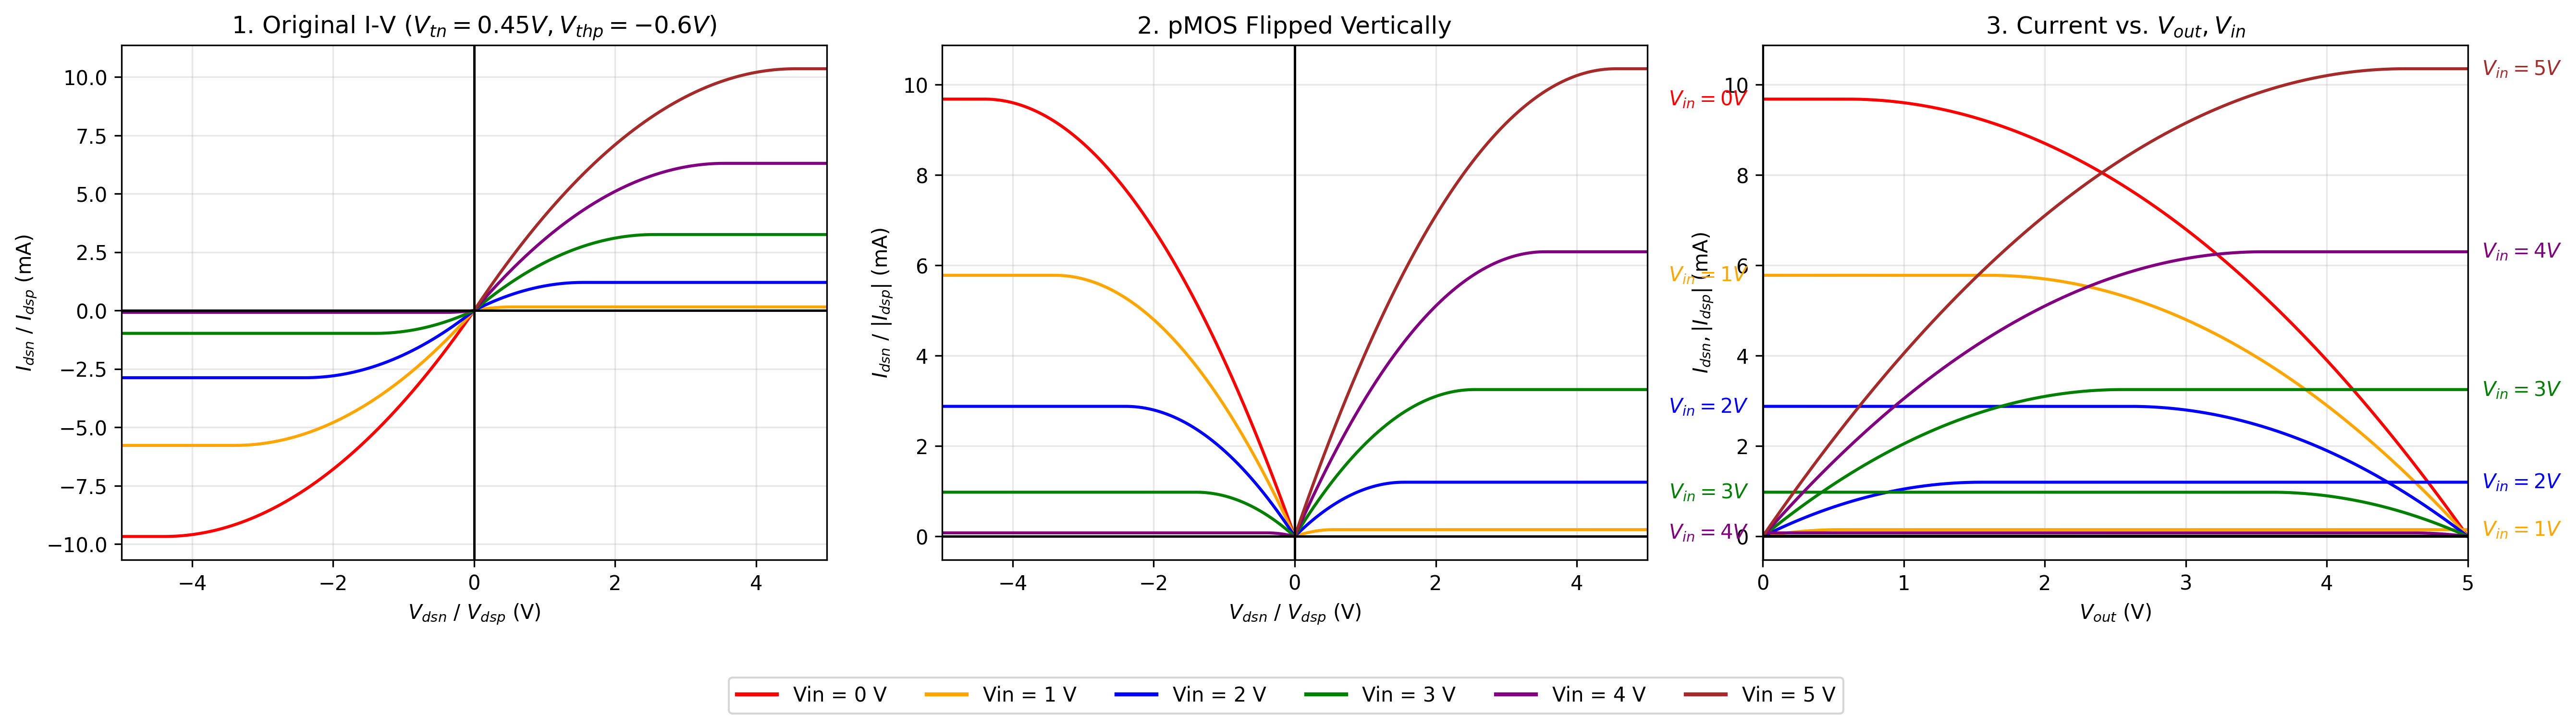 1. Original I-V (V_tn = 0.45V, V_thp = −0.6V)
10.0
7.5
5.0
2.5
0.0
−2.5
−5.0
−7.5
−10.0
I_dsn / I_dsp (mA)
−4 −2 0 2 4
V_dsn / V_dsp (V)
2. pMOS Flipped Vertically
10
8
6
4
2
0
I_dsn / |I_dsp| (mA)
−4 −2 0 2 4
V_dsn / V_dsp (V)
3. Current vs. V_out, V_in
V_in = 0V
V_in = 1V
V_in = 2V
V_in = 3V
V_in = 4V
10
8
6
4
2
0
I_dsn, |I_dsp| (mA)
0 1 2 3 4 5
V_out (V)
V_in = 5V
V_in = 4V
V_in = 3V
V_in = 2V
V_in = 1V
Vin = 0 V Vin = 1 V Vin = 2 V Vin = 3 V Vin = 4 V Vin = 5 V